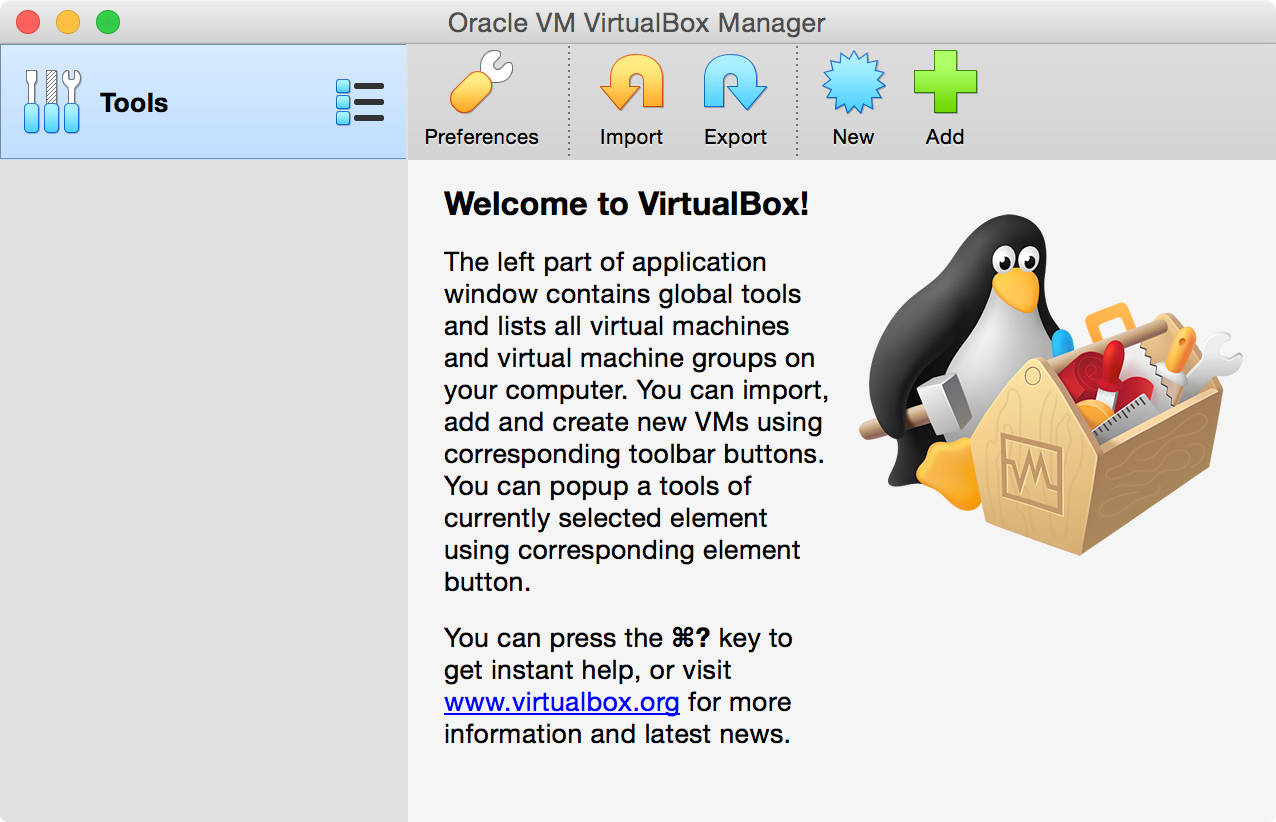 Oracle VM VirtualBox Manager
Tools
Preferences
Import
Export
New
Add
Welcome to VirtualBox!
The left part of application
window contains global tools
and lists all virtual machines
and virtual machine groups on
your computer. You can import,
add and create new VMs using
corresponding toolbar buttons.
You can popup a tools of
currently selected element
using corresponding element
button.
You can press the ⌘? key to
get instant help, or visit
www.virtualbox.org for more
information and latest news.